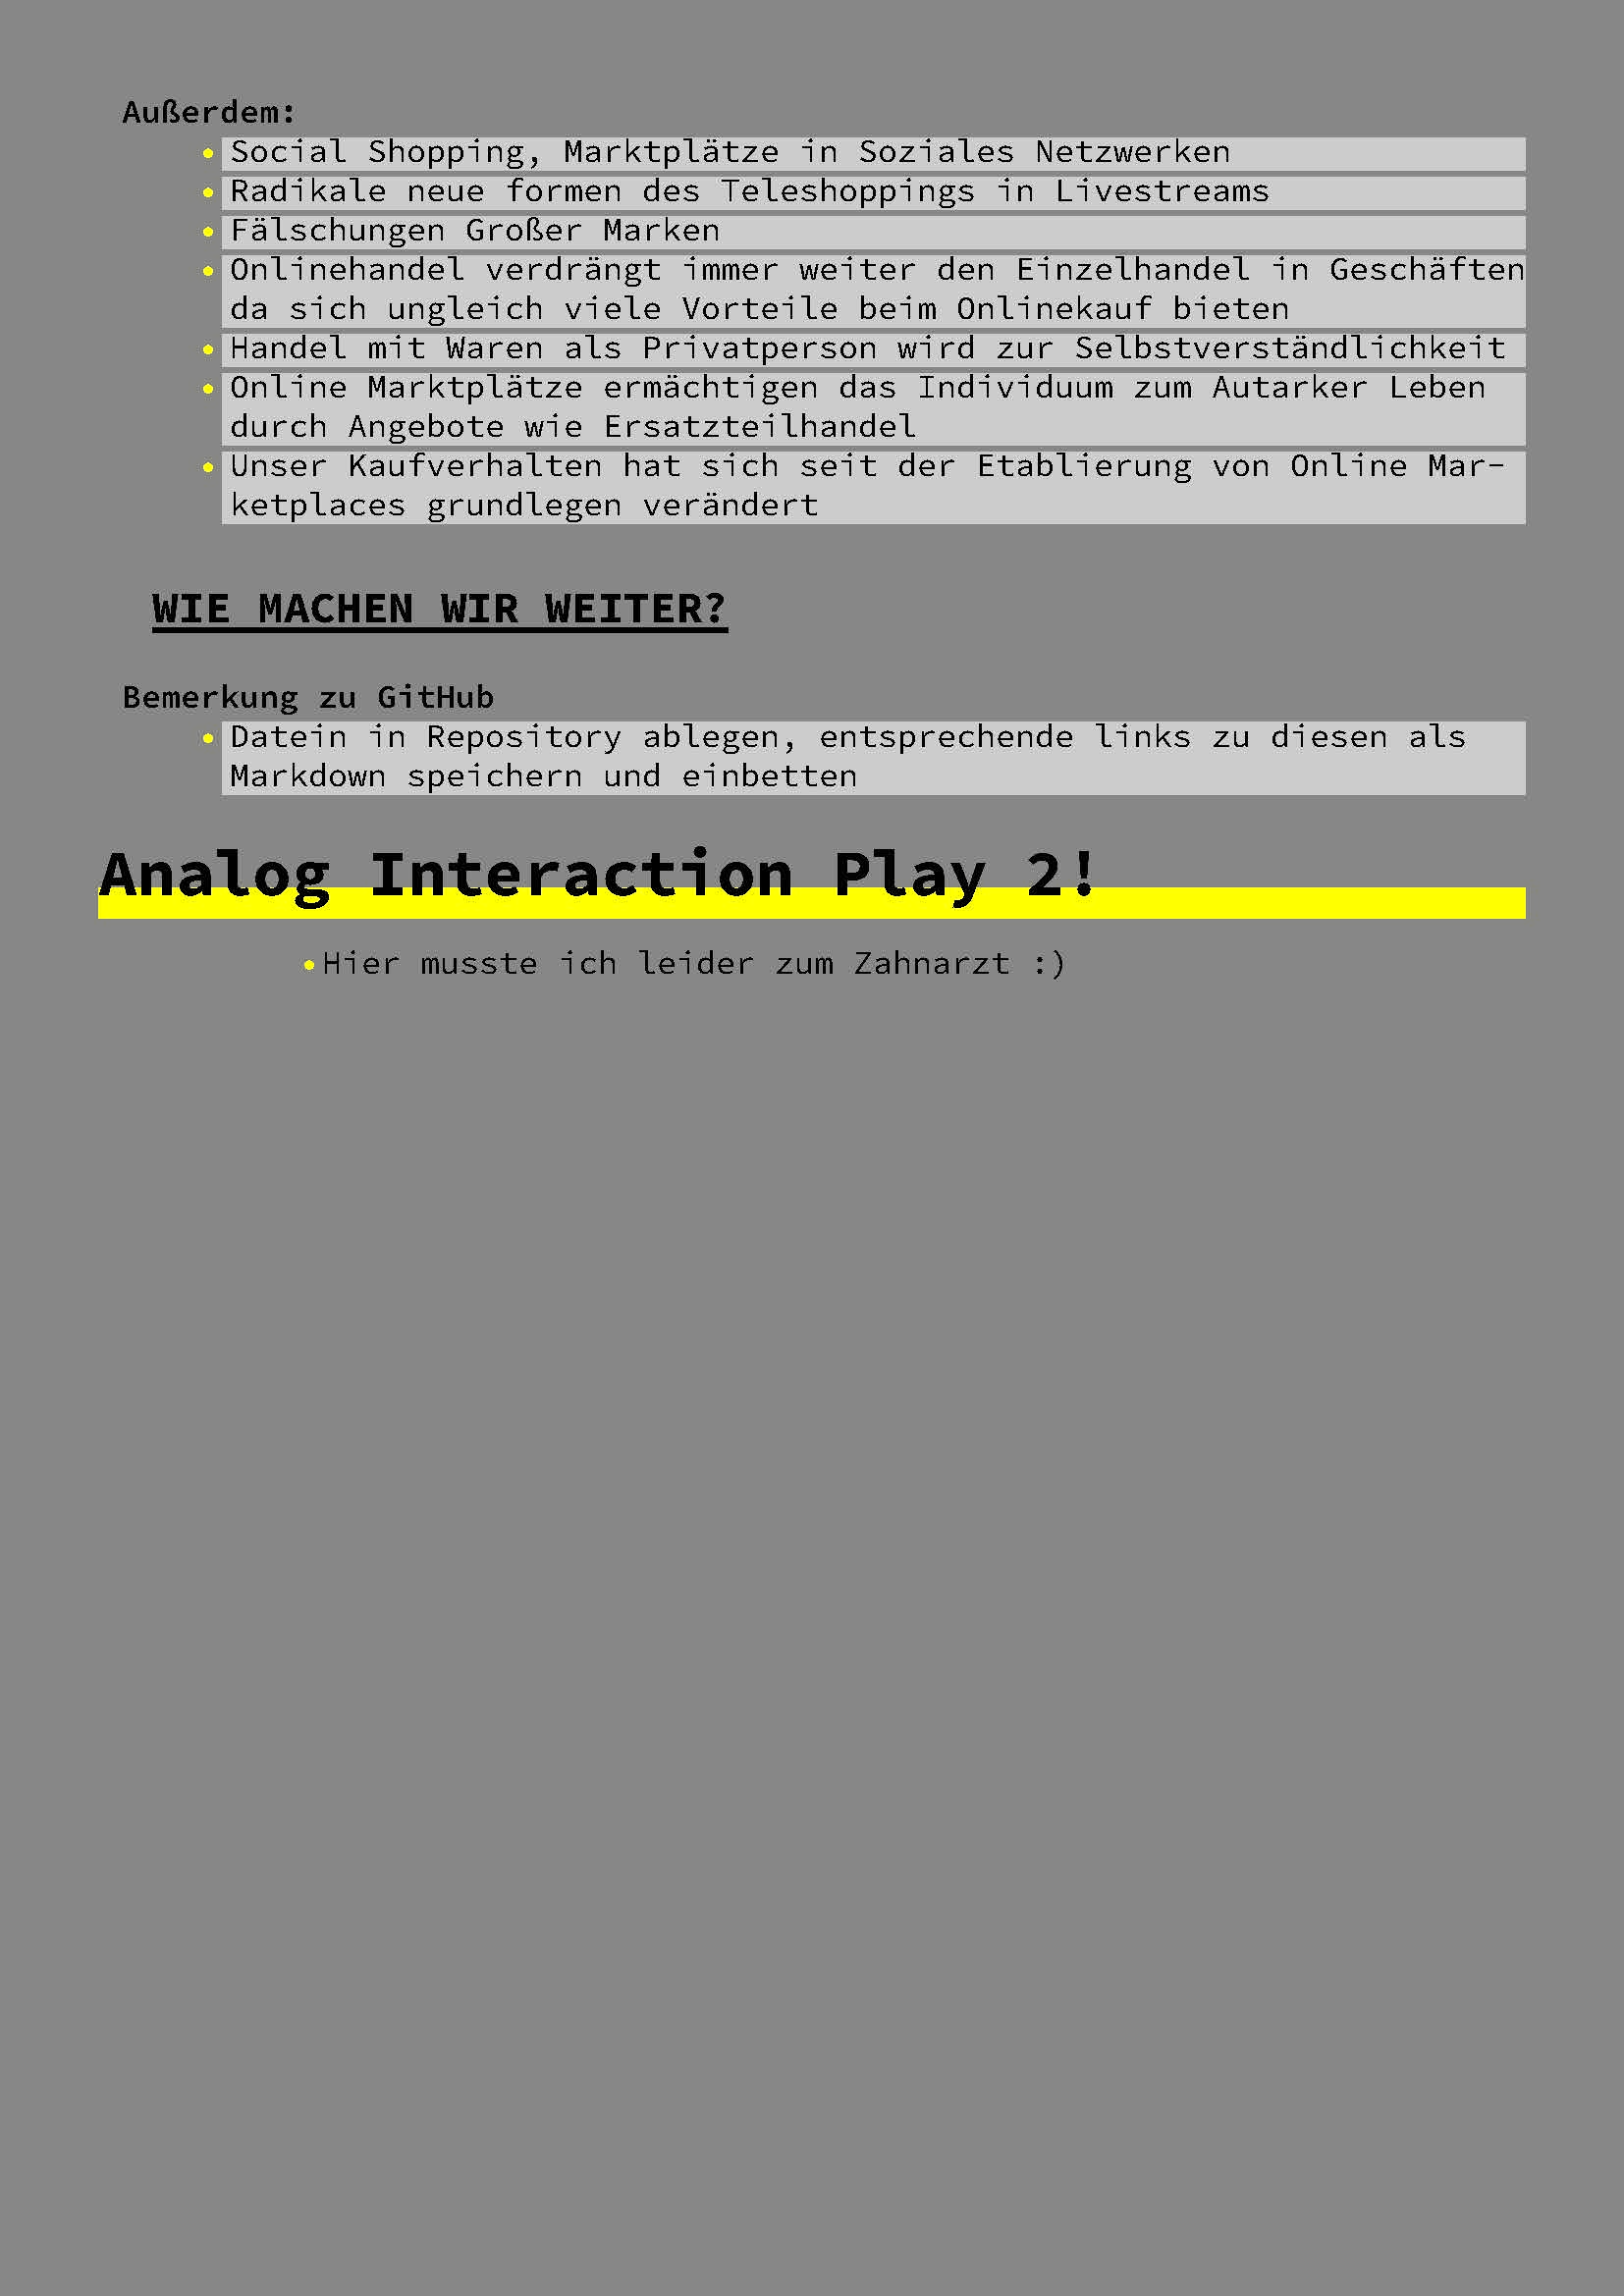 Außerdem:
• Social Shopping, Marktplätze in Soziales Netzwerken
• Radikale neue formen des Teleshoppings in Livestreams
• Fälschungen Großer Marken
• Onlinehandel verdrängt immer weiter den Einzelhandel in Geschäften
da sich ungleich viele Vorteile beim Onlinekauf bieten
• Handel mit Waren als Privatperson wird zur Selbstverständlichkeit
• Online Marktplätze ermächtigen das Individuum zum Autarker Leben
durch Angebote wie Ersatzteilhandel
• Unser Kaufverhalten hat sich seit der Etablierung von Online Mar-
ketplaces grundlegen verändert
WIE MACHEN WIR WEITER?
Bemerkung zu GitHub
• Datein in Repository ablegen, entsprechende links zu diesen als
Markdown speichern und einbetten
Analog Interaction Play 2!
• Hier musste ich leider zum Zahnarzt :)